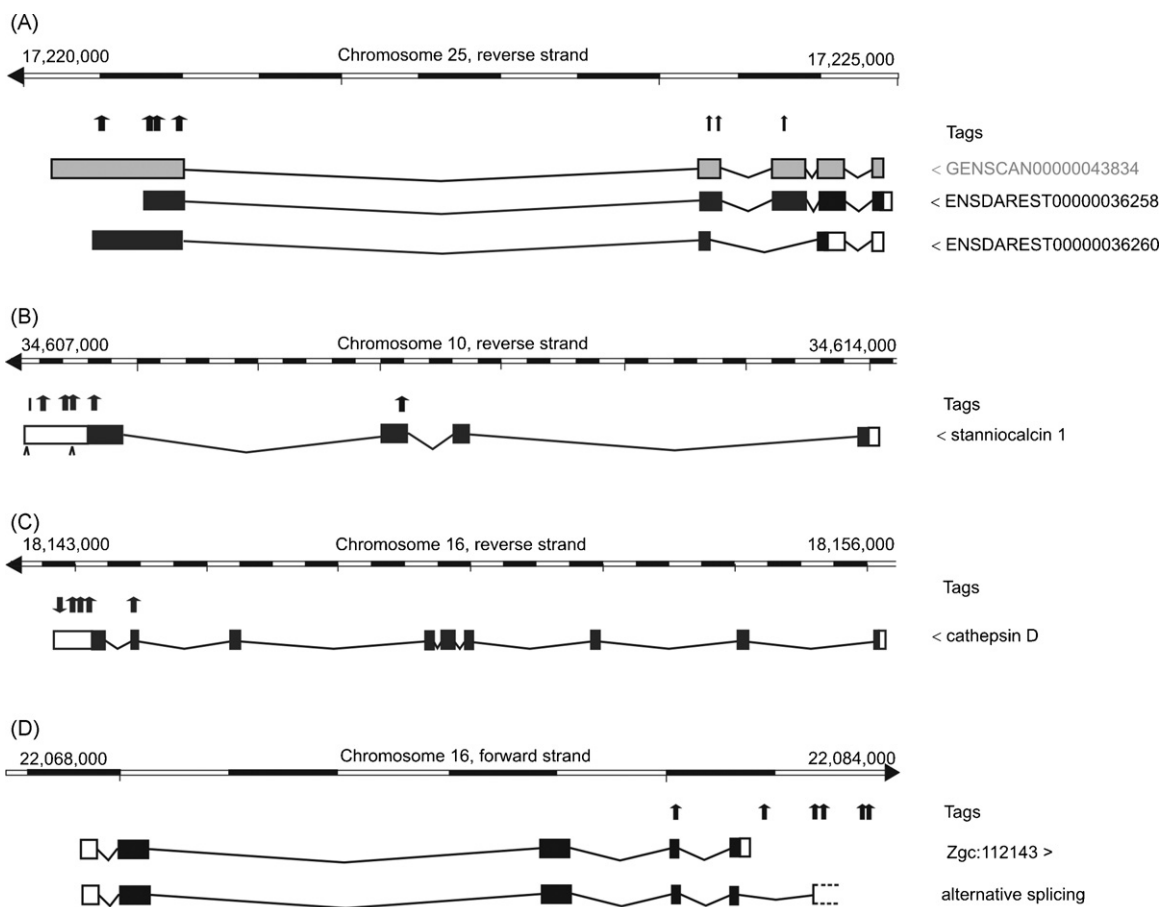 (A)
17,220,000 Chromosome 25, reverse strand 17,225,000
Tags
< GENSCAN00000043834
< ENSDAREST00000036258
< ENSDAREST00000036260
(B)
34,607,000 Chromosome 10, reverse strand 34,614,000
Tags
< stanniocalcin 1
(C)
18,143,000 Chromosome 16, reverse strand 18,156,000
Tags
< cathepsin D
(D)
22,068,000 Chromosome 16, forward strand 22,084,000
Tags
Zgc:112143 >
alternative splicing